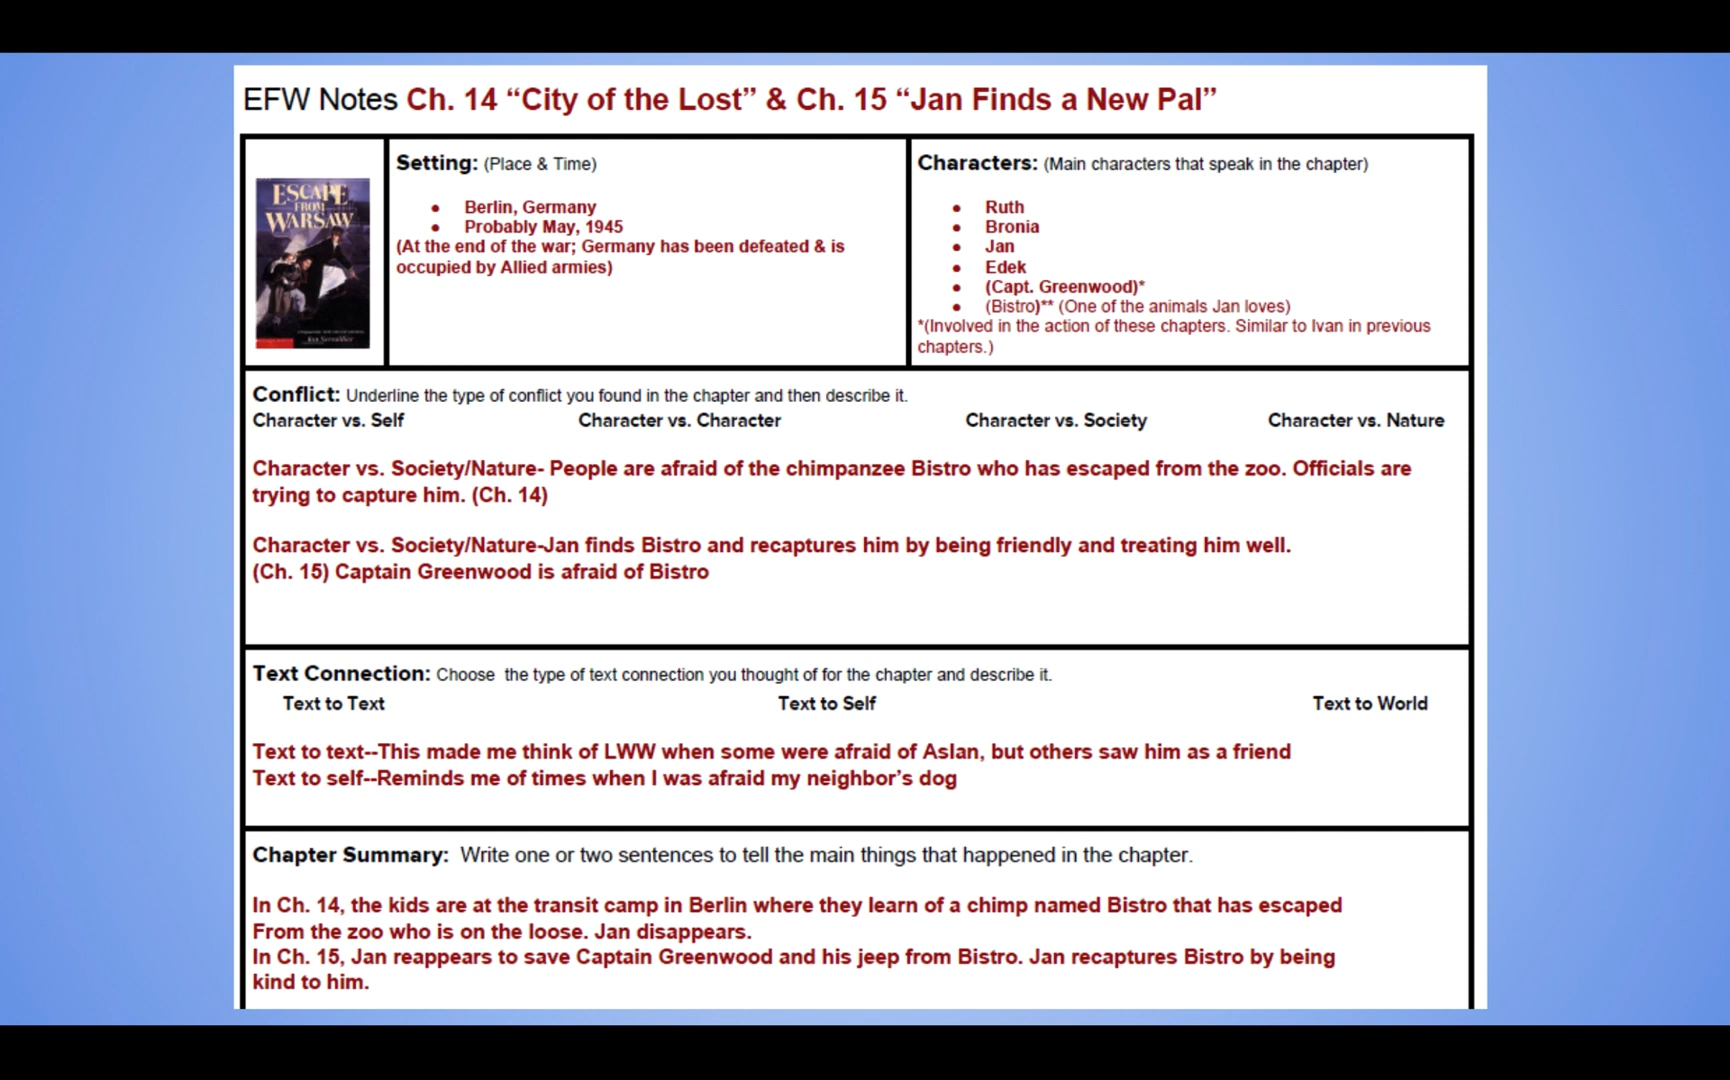 EFW Notes Ch. 14 “City of the Lost” & Ch. 15 “Jan Finds a New Pal”
ESCAPE
FROM
WARSAW
Setting: (Place & Time)
● Berlin, Germany
● Probably May, 1945
(At the end of the war; Germany has been defeated & is
occupied by Allied armies)
Characters: (Main characters that speak in the chapter)
● Ruth
● Bronia
● Jan
● Edek
● (Capt. Greenwood)*
● (Bistro)** (One of the animals Jan loves)
*(Involved in the action of these chapters. Similar to Ivan in previous
chapters.)
Conflict: Underline the type of conflict you found in the chapter and then describe it.
Character vs. Self Character vs. Character Character vs. Society Character vs. Nature
Character vs. Society/Nature- People are afraid of the chimpanzee Bistro who has escaped from the zoo. Officials are
trying to capture him. (Ch. 14)
Character vs. Society/Nature-Jan finds Bistro and recaptures him by being friendly and treating him well.
(Ch. 15) Captain Greenwood is afraid of Bistro
Text Connection: Choose the type of text connection you thought of for the chapter and describe it.
Text to Text Text to Self Text to World
Text to text--This made me think of LWW when some were afraid of Aslan, but others saw him as a friend
Text to self--Reminds me of times when I was afraid my neighbor’s dog
Chapter Summary: Write one or two sentences to tell the main things that happened in the chapter.
In Ch. 14, the kids are at the transit camp in Berlin where they learn of a chimp named Bistro that has escaped
From the zoo who is on the loose. Jan disappears.
In Ch. 15, Jan reappears to save Captain Greenwood and his jeep from Bistro. Jan recaptures Bistro by being
kind to him.